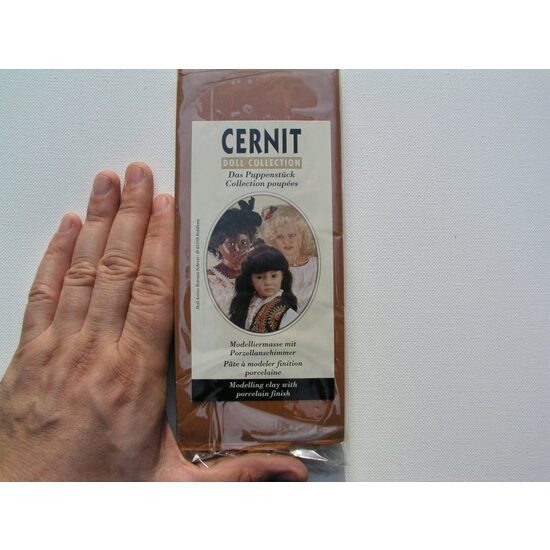 CERNIT
DOLL COLLECTION
Das Puppenstück
Collection poupées
Modelliermasse mit
Porzellanschimmer
Pâte à modeler finition
porcelaine
Modelling clay with
porcelain finish